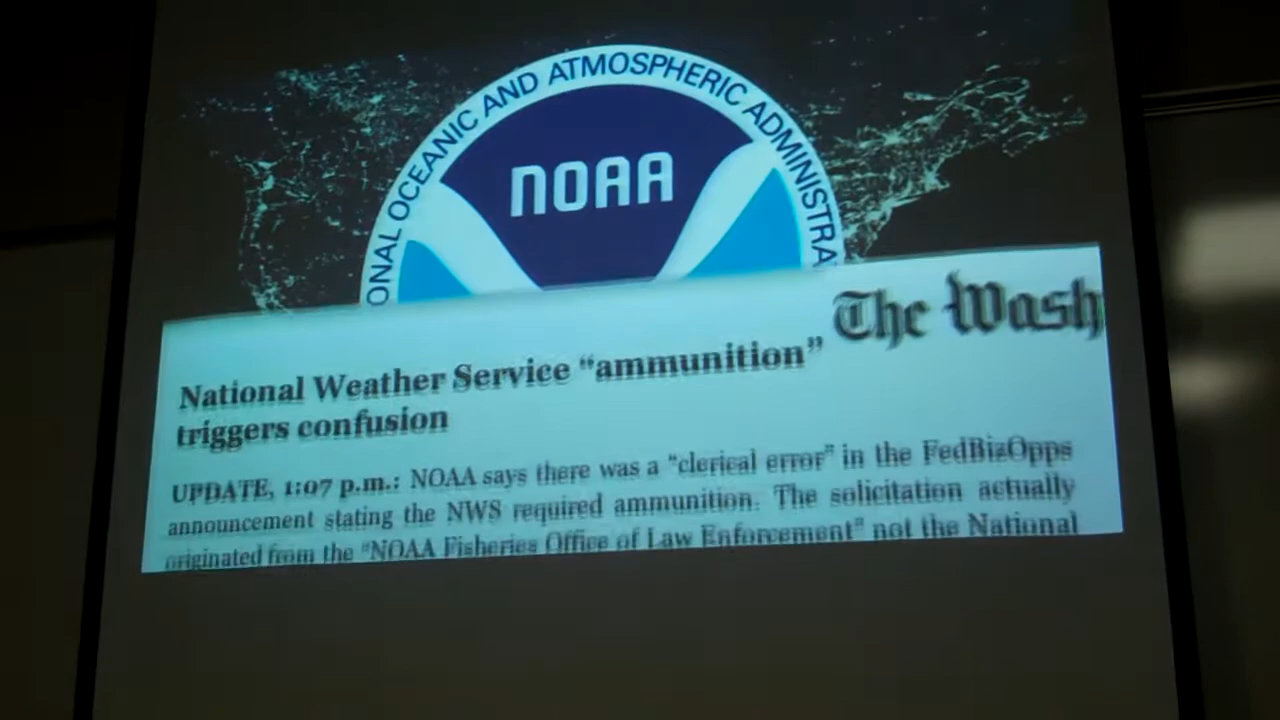 ONAL OCEANIC AND ATMOSPHERIC ADMINISTRA
NOAA
The Wash
National Weather Service “ammunition”
triggers confusion
UPDATE, 1:07 p.m.: NOAA says there was a “clerical error” in the FedBizOpps
announcement stating the NWS required ammunition. The solicitation actually
originated from the “NOAA Fisheries Office of Law Enforcement” not the National